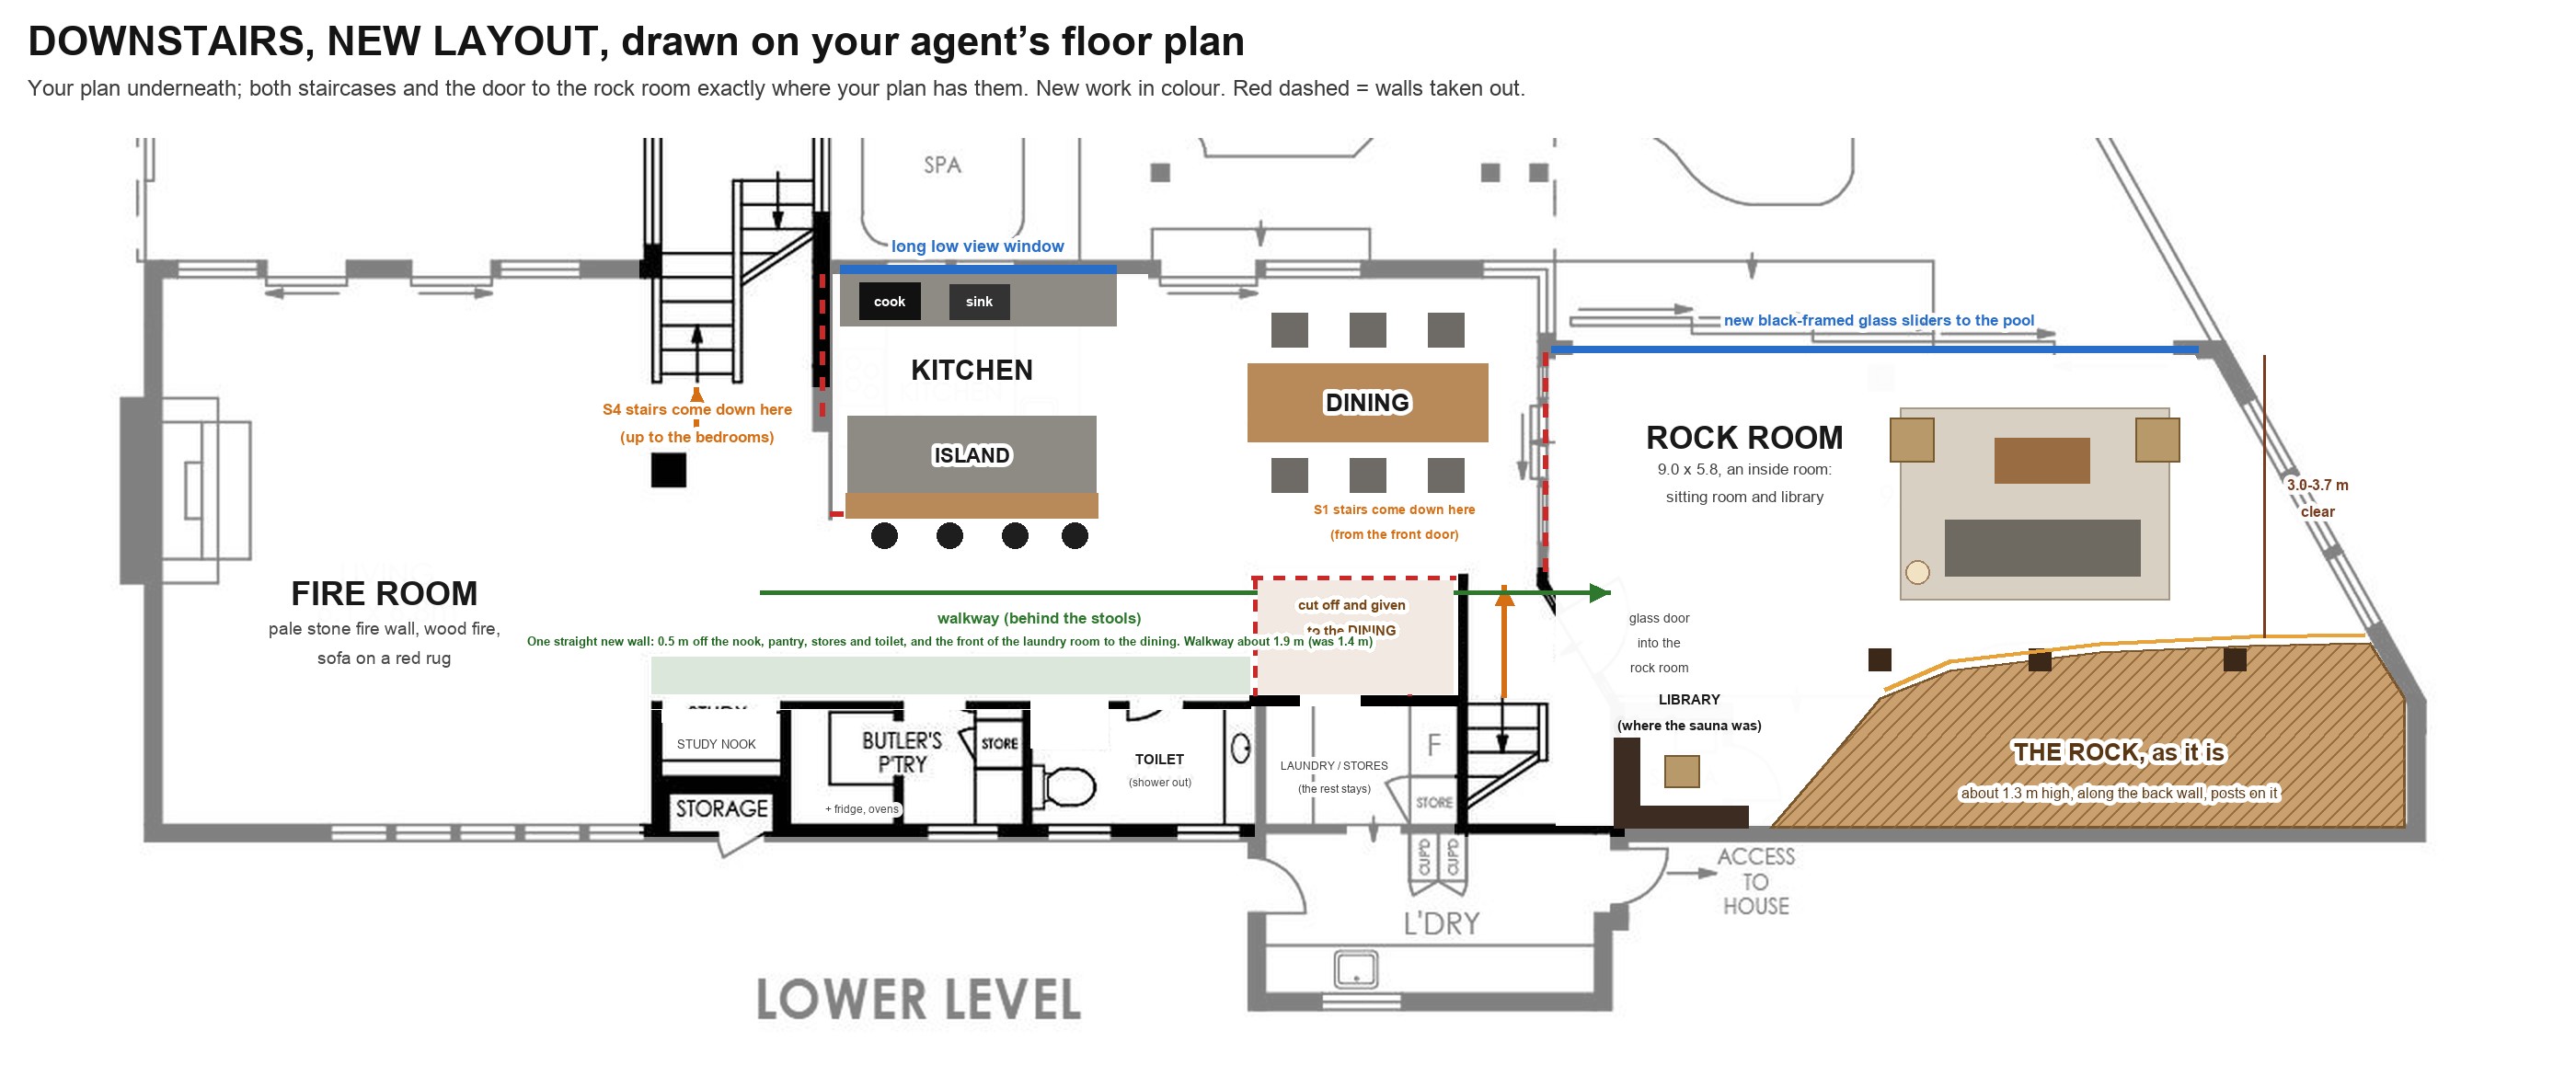 DOWNSTAIRS, NEW LAYOUT, drawn on your agent’s floor plan
Your plan underneath; both staircases and the door to the rock room exactly where your plan has them. New work in colour. Red dashed = walls taken out.
SPA
long low view window
cook
sink
new black-framed glass sliders to the pool
KITCHEN
DINING
S4 stairs come down here
(up to the bedrooms)
ISLAND
ROCK ROOM
9.0 x 5.8, an inside room:
sitting room and library
3.0-3.7 m
clear
S1 stairs come down here
(from the front door)
FIRE ROOM
pale stone fire wall, wood fire,
sofa on a red rug
walkway (behind the stools)
cut off and given
to the DINING
One straight new wall: 0.5 m off the nook, pantry, stores and toilet, and the front of the laundry room to the dining. Walkway about 1.9 m (was 1.4 m)
glass door
into the
rock room
LIBRARY
(where the sauna was)
STUDY NOOK
BUTLER'S
P'TRY
STORE
TOILET
(shower out)
+ fridge, ovens
STORAGE
LAUNDRY / STORES
(the rest stays)
F
STORE
THE ROCK, as it is
about 1.3 m high, along the back wall, posts on it
CUPD
CUPD
ACCESS
TO
HOUSE
L'DRY
LOWER LEVEL